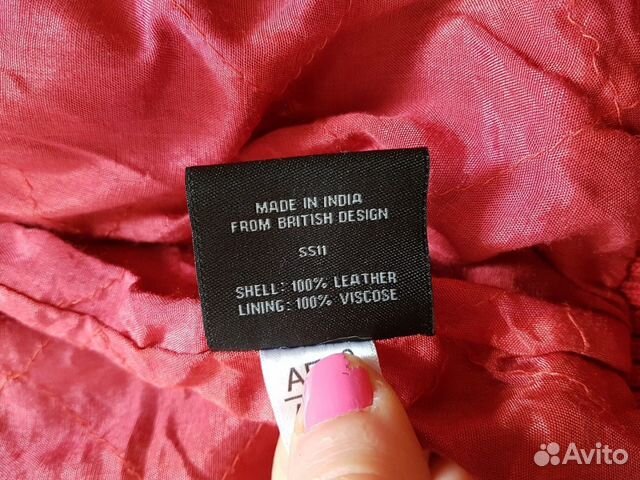 MADE IN INDIA
FROM BRITISH DESIGN
SS11
SHELL: 100% LEATHER
LINING: 100% VISCOSE
Avito